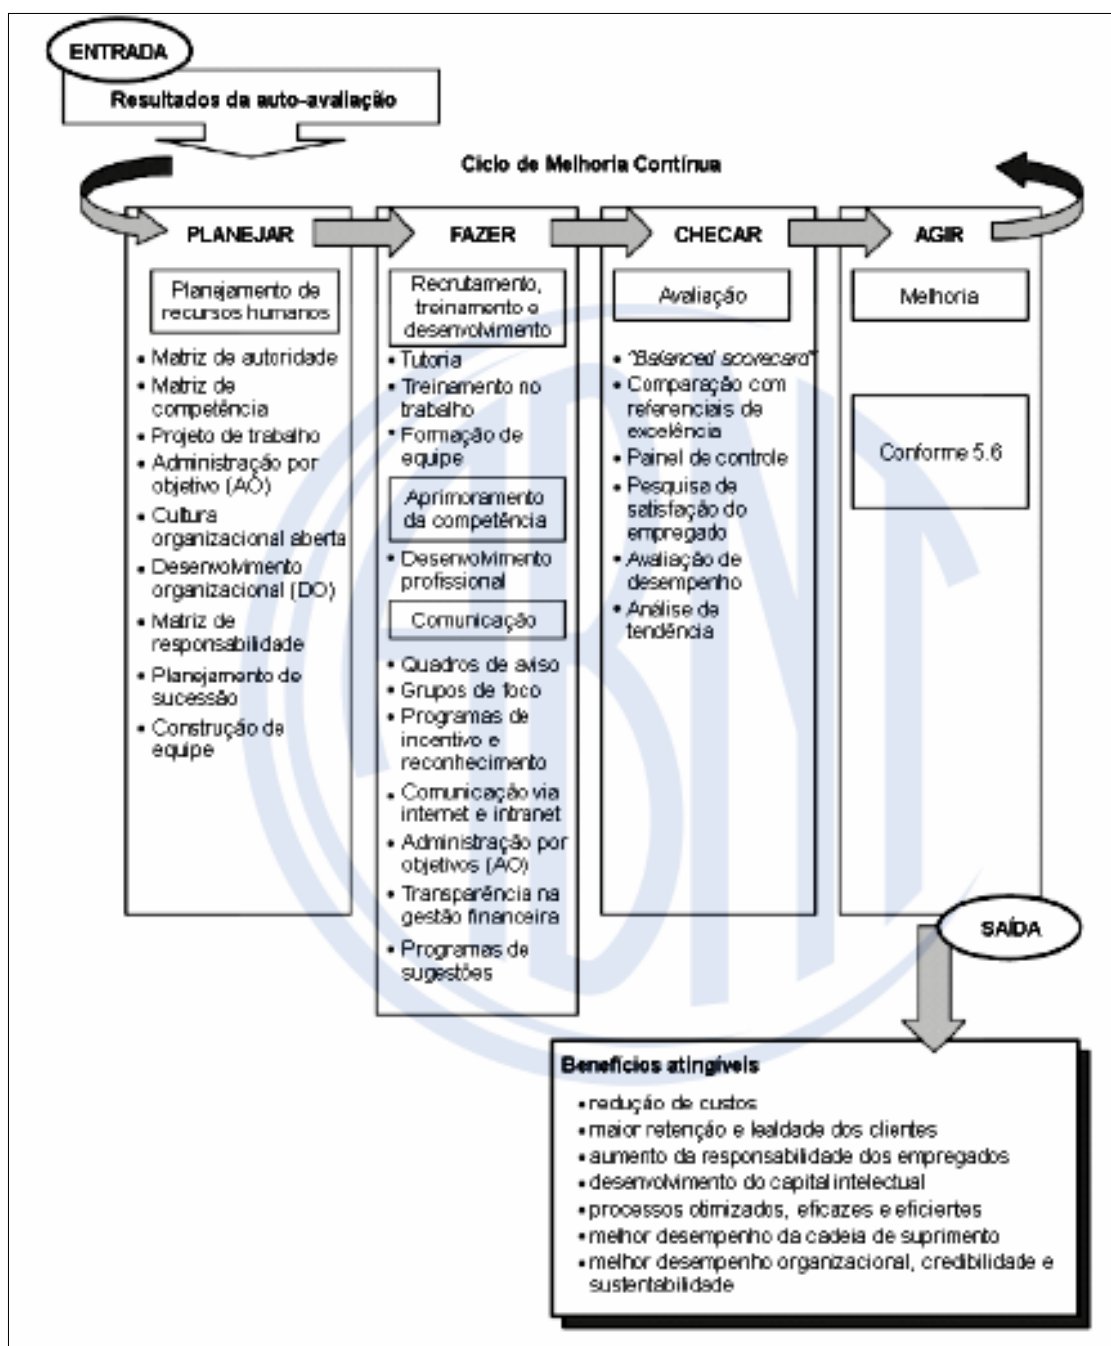 ENTRADA
Resultados da auto-avaliação
Ciclo de Melhoria Contínua
PLANEJAR
Planejamento de
recursos humanos
• Matriz de autoridade
• Matriz de
competência
• Projeto de trabalho
• Administração por
objetivo (AO)
• Cultura
organizacional aberta
• Desenvolvimento
organizacional (DO)
• Matriz de
responsabilidade
• Planejamento de
sucessão
• Construção de
equipe
FAZER
Recrutamento,
treinamento e
desenvolvimento
• Tutoria
• Treinamento no
trabalho
• Formação de
equipe
Aprimoramento
da competência
• Desenvolvimento
profissional
Comunicação
• Quadros de aviso
• Grupos de foco
• Programas de
incentivo e
reconhecimento
• Comunicação via
internet e intranet
• Administração por
objetivos (AO)
• Transparência na
gestão financeira
• Programas de
sugestões
CHECAR
Avaliação
• "Balanced scorecard"
• Comparação com
referenciais de
excelência
• Painel de controle
• Pesquisa de
satisfação do
empregado
• Avaliação de
desempenho
• Análise de
tendência
AGIR
Melhoria
Conforme 5.6
SAÍDA
Benefícios atingíveis
• redução de custos
• maior retenção e lealdade dos clientes
• aumento da responsabilidade dos empregados
• desenvolvimento do capital intelectual
• processos otimizados, eficazes e eficientes
• melhor desempenho da cadeia de suprimento
• melhor desempenho organizacional, credibilidade e
sustentabilidade
ABNT